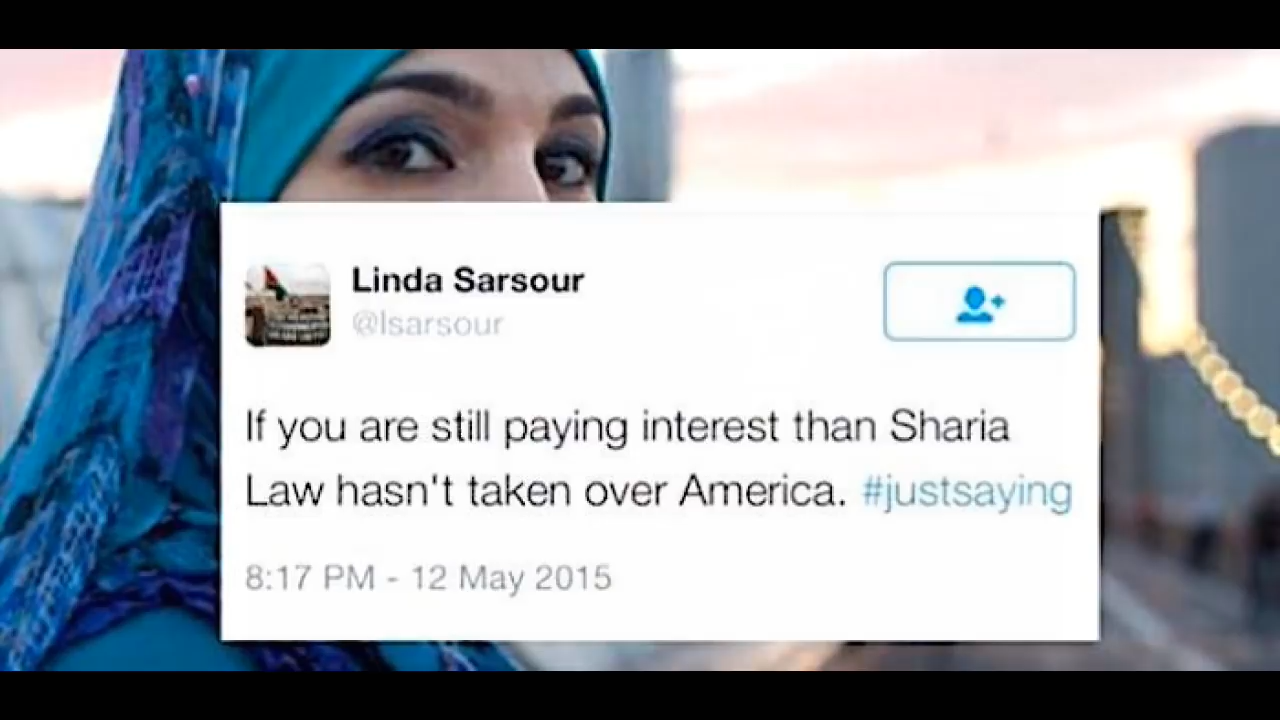 Linda Sarsour
@lsarsour
If you are still paying interest than Sharia
Law hasn't taken over America. #justsaying
8:17 PM - 12 May 2015